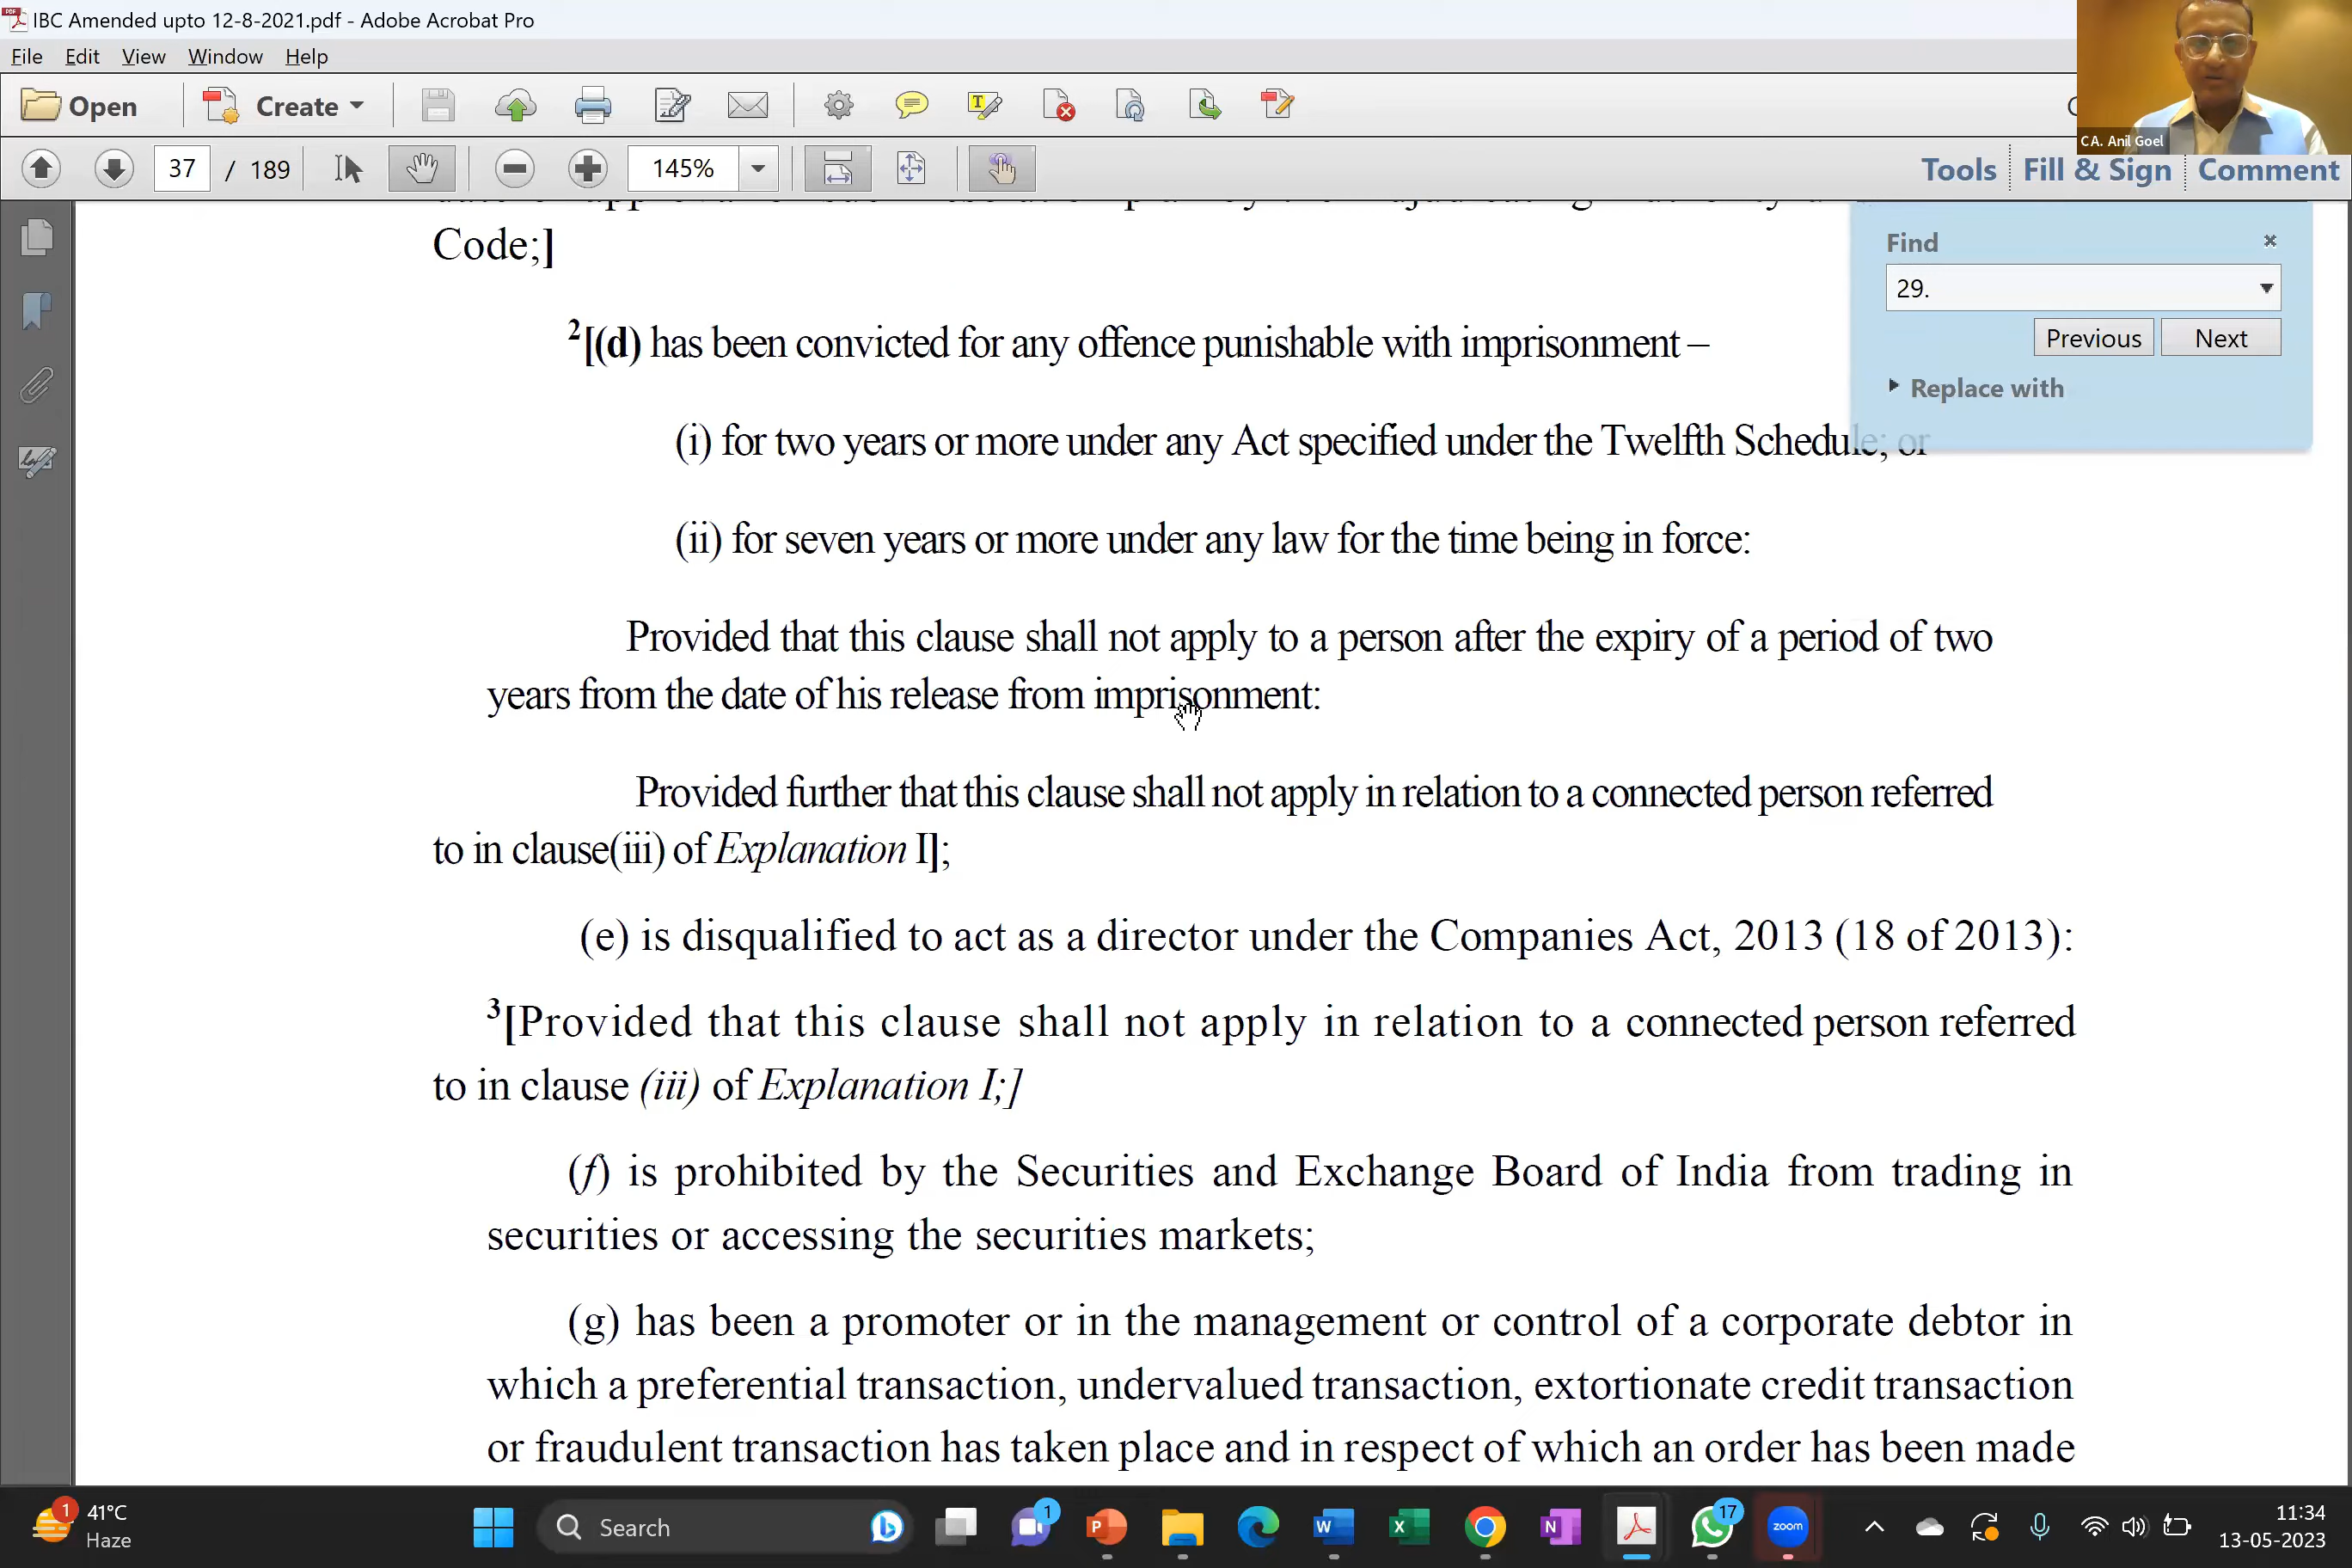 IBC Amended upto 12-8-2021.pdf - Adobe Acrobat Pro
File Edit View Window Help
Open Create
CA. Anil Goel
37 / 189 145% Tools Fill & Sign Comment
Code;]
Find
29.
Previous Next
Replace with
2[(d) has been convicted for any offence punishable with imprisonment –
(i) for two years or more under any Act specified under the Twelfth Schedule; or
(ii) for seven years or more under any law for the time being in force:
Provided that this clause shall not apply to a person after the expiry of a period of two
years from the date of his release from imprisonment:
Provided further that this clause shall not apply in relation to a connected person referred
to in clause(iii) of Explanation I];
(e) is disqualified to act as a director under the Companies Act, 2013 (18 of 2013):
3[Provided that this clause shall not apply in relation to a connected person referred
to in clause (iii) of Explanation I;]
(f) is prohibited by the Securities and Exchange Board of India from trading in
securities or accessing the securities markets;
(g) has been a promoter or in the management or control of a corporate debtor in
which a preferential transaction, undervalued transaction, extortionate credit transaction
or fraudulent transaction has taken place and in respect of which an order has been made
1 41°C
Haze
Search
1
17
zoom
11:34
13-05-2023